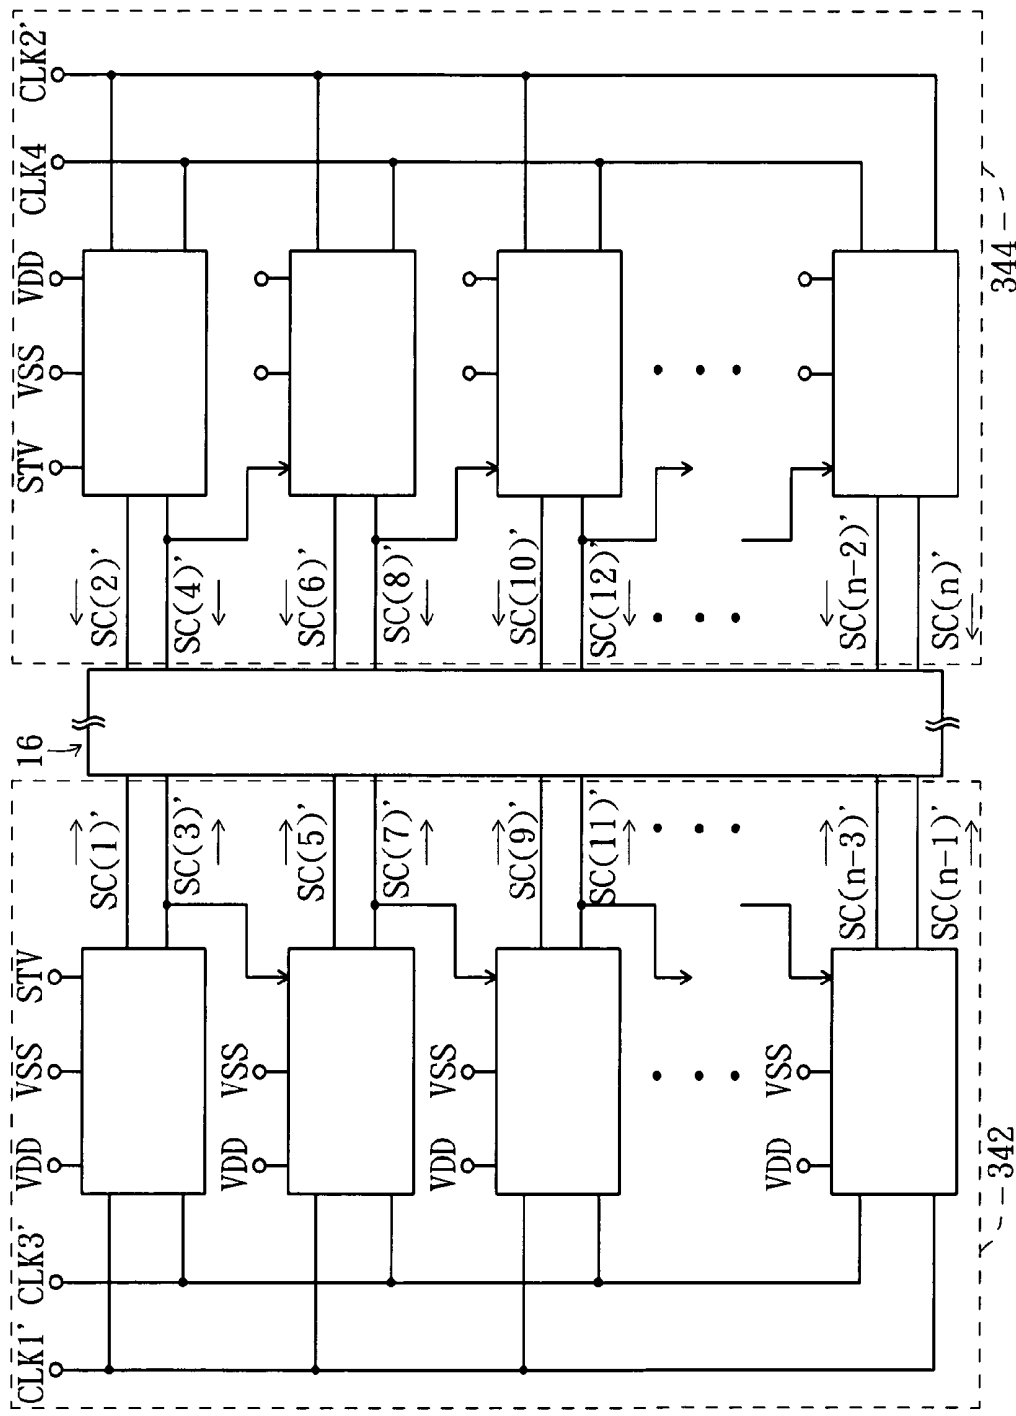 CLK1'
CLK3'
VDD
VSS
STV
16
STV
VSS
VDD
CLK4
CLK2'
SC(1)'
SC(3)'
SC(2)'
SC(4)'
VDD
VSS
SC(5)'
SC(7)'
SC(6)'
SC(8)'
VDD
VSS
SC(9)'
SC(11)'
SC(10)'
SC(12)'
VDD
VSS
SC(n-3)'
SC(n-1)'
SC(n-2)'
SC(n)'
342
344